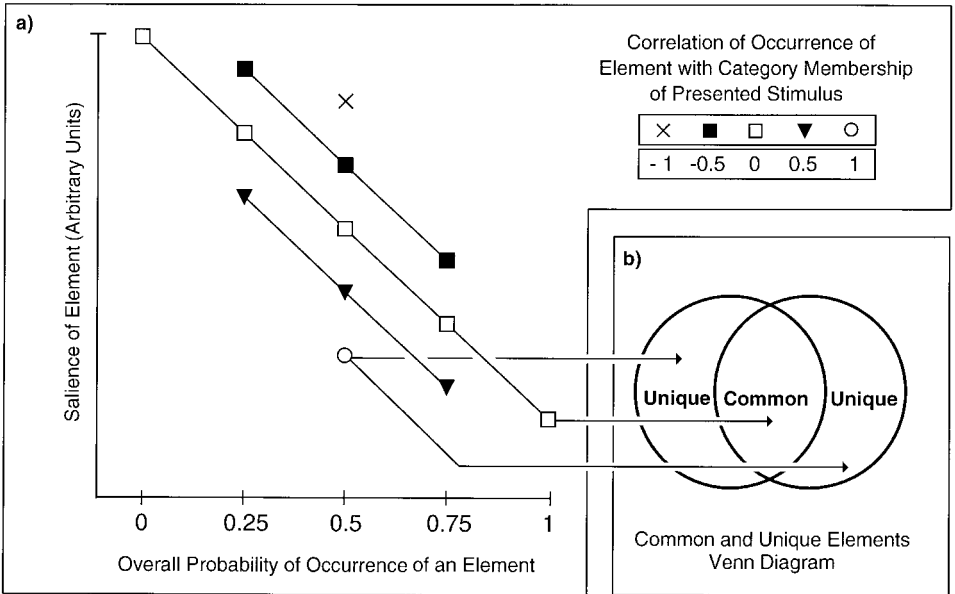 a)
Correlation of Occurrence of
Element with Category Membership
of Presented Stimulus
- 1 -0.5 0 0.5 1
Salience of Element (Arbitrary Units)
0 0.25 0.5 0.75 1
Overall Probability of Occurrence of an Element
b)
Unique Common Unique
Common and Unique Elements
Venn Diagram